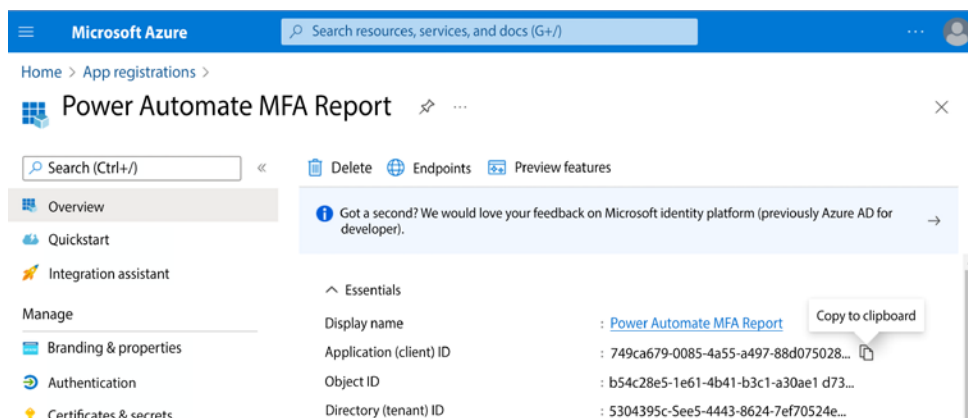 Microsoft Azure
Search resources, services, and docs (G+/)
Home > App registrations >
Power Automate MFA Report
Search (Ctrl+/)
«
Delete
Endpoints
Preview features
Overview
Got a second? We would love your feedback on Microsoft identity platform (previously Azure AD for
developer).
Quickstart
Integration assistant
Essentials
Manage
Copy to clipboard
Display name : Power Automate MFA Report
Branding & properties
Application (client) ID : 749ca679-0085-4a55-a497-88d075028...
Authentication
Object ID : b54c28e5-1e61-4b41-b3c1-a30ae1 d73...
Certificates & secrets
Directory (tenant) ID : 5304395c-See5-4443-8624-7ef70524e...